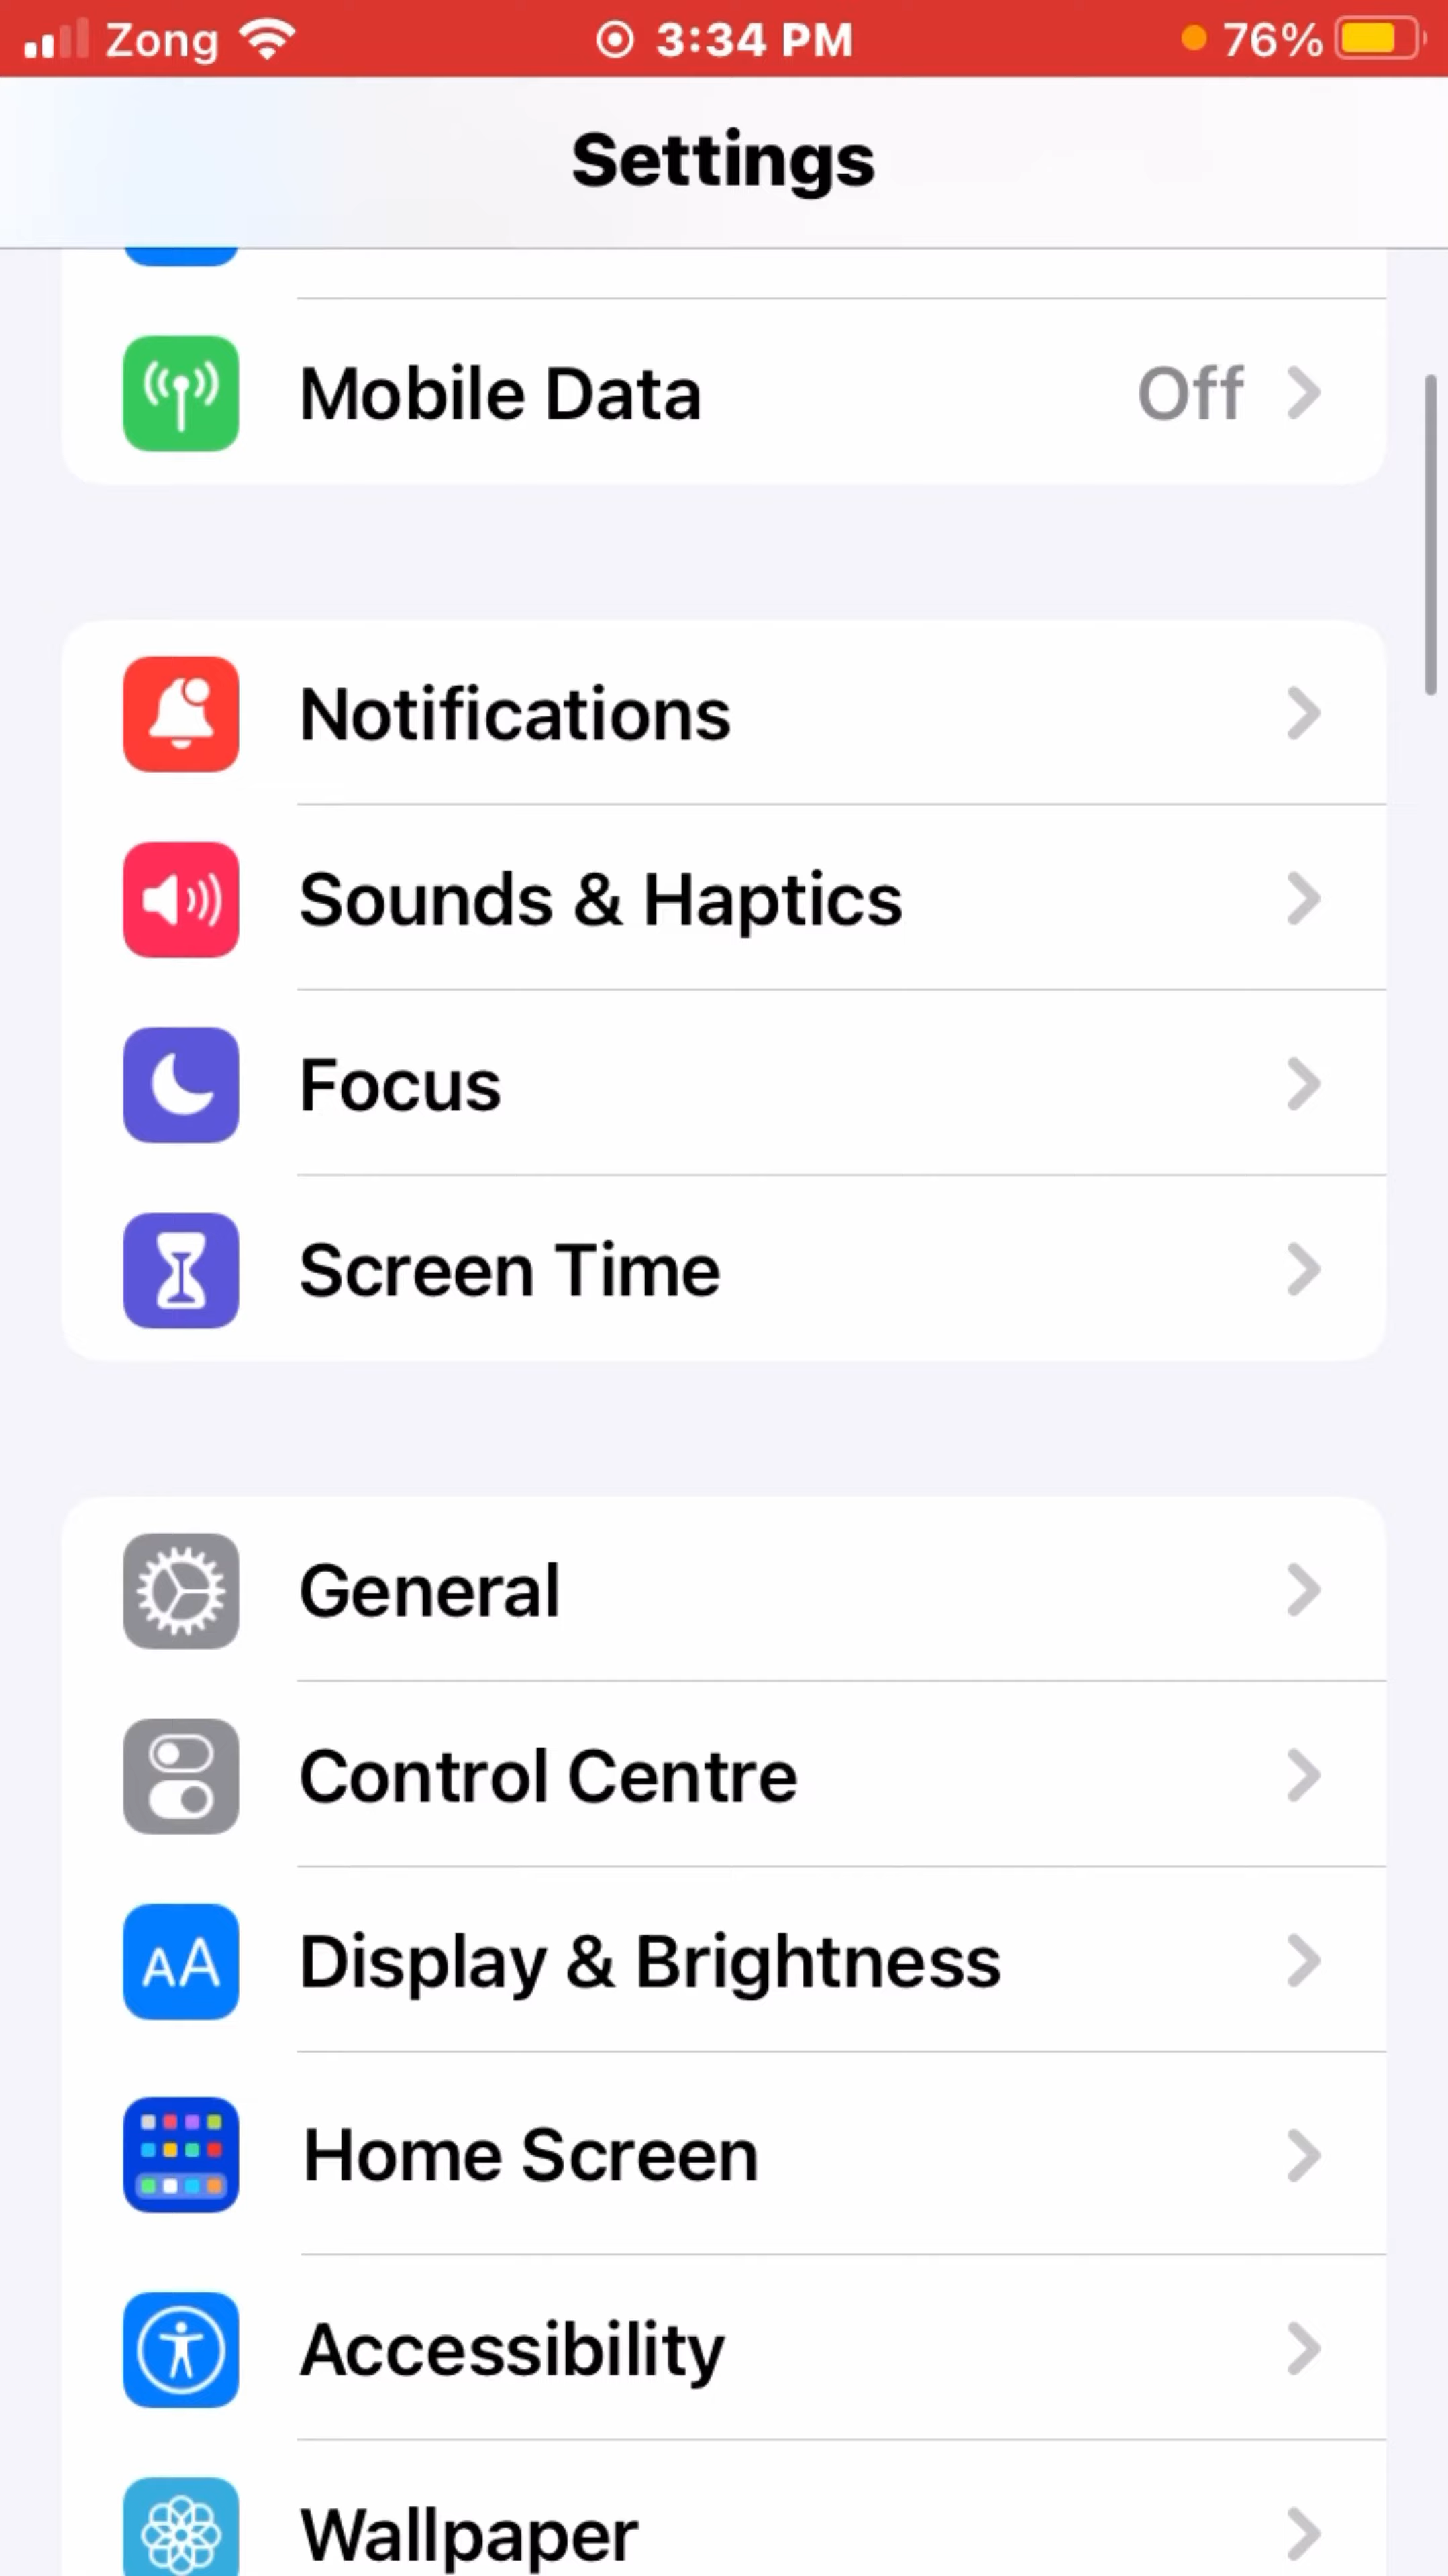 Zong 3:34 PM 76%
Settings
Mobile Data Off
Notifications
Sounds & Haptics
Focus
Screen Time
General
Control Centre
AA Display & Brightness
Home Screen
Accessibility
Wallpaper